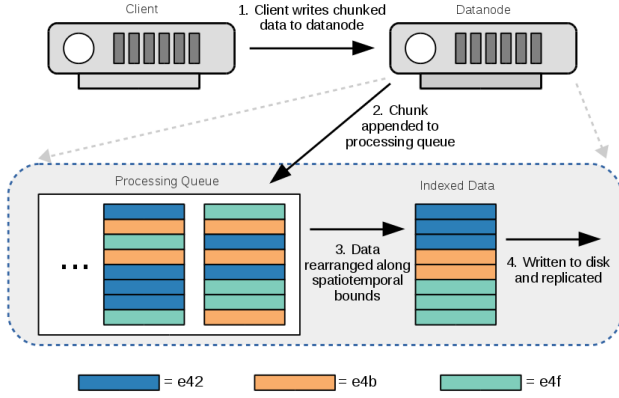 Client
Datanode
1. Client writes chunked
data to datanode
2. Chunk
appended to
processing queue
Processing Queue
Indexed Data
...
3. Data
rearranged along
spatiotemporal
bounds
4. Written to disk
and replicated
= e42
= e4b
= e4f